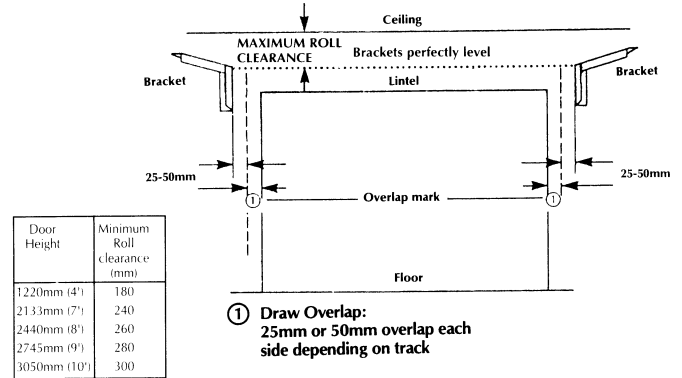 Ceiling
MAXIMUM ROLL
CLEARANCE
Brackets perfectly level
Bracket
Bracket
Lintel
25-50mm
25-50mm
1
Overlap mark
1
Door
Height
Minimum
Roll
clearance
(mm)
1220mm (4') 180
2133mm (7') 240
2440mm (8') 260
2745mm (9') 280
3050mm (10') 300
Floor
1 Draw Overlap:
25mm or 50mm overlap each
side depending on track